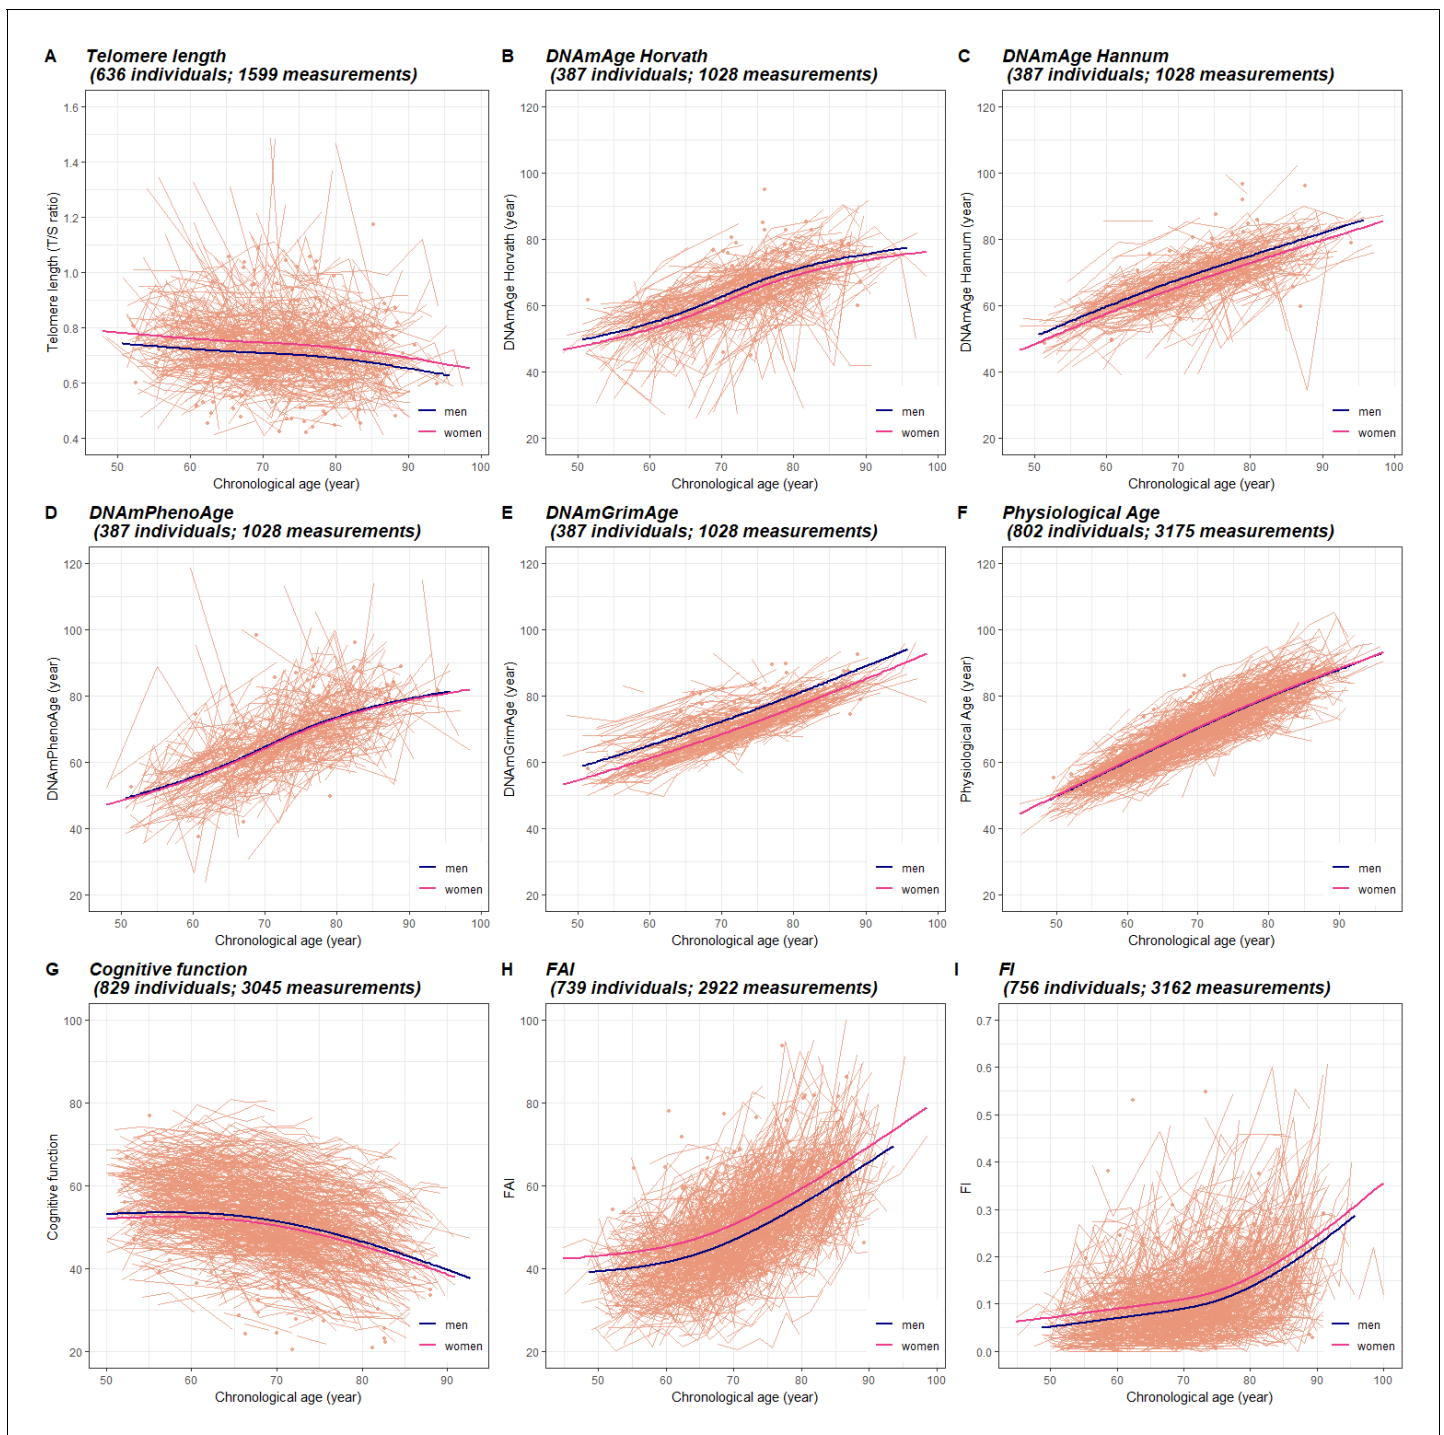 A Telomere length
(636 individuals; 1599 measurements)
1.6
1.4
1.2
1.0
0.8
0.6
0.4
Telomere length (T/S ratio)
men
women
50 60 70 80 90 100
Chronological age (year)
B DNAmAge Horvath
(387 individuals; 1028 measurements)
120
100
80
60
40
20
DNAmAge Horvath (year)
men
women
50 60 70 80 90 100
Chronological age (year)
C DNAmAge Hannum
(387 individuals; 1028 measurements)
120
100
80
60
40
20
DNAmAge Hannum (year)
men
women
50 60 70 80 90 100
Chronological age (year)
D DNAmPhenoAge
(387 individuals; 1028 measurements)
120
100
80
60
40
20
DNAmPhenoAge (year)
men
women
50 60 70 80 90 100
Chronological age (year)
E DNAmGrimAge
(387 individuals; 1028 measurements)
120
100
80
60
40
20
DNAmGrimAge (year)
men
women
50 60 70 80 90 100
Chronological age (year)
F Physiological Age
(802 individuals; 3175 measurements)
120
100
80
60
40
20
Physiological Age (year)
men
women
50 60 70 80 90
Chronological age (year)
G Cognitive function
(829 individuals; 3045 measurements)
100
80
60
40
20
Cognitive function
men
women
50 60 70 80 90
Chronological age (year)
H FAI
(739 individuals; 2922 measurements)
100
80
60
40
20
FAI
men
women
50 60 70 80 90 100
Chronological age (year)
I FI
(756 individuals; 3162 measurements)
0.7
0.6
0.5
0.4
0.3
0.2
0.1
0.0
FI
men
women
50 60 70 80 90 100
Chronological age (year)